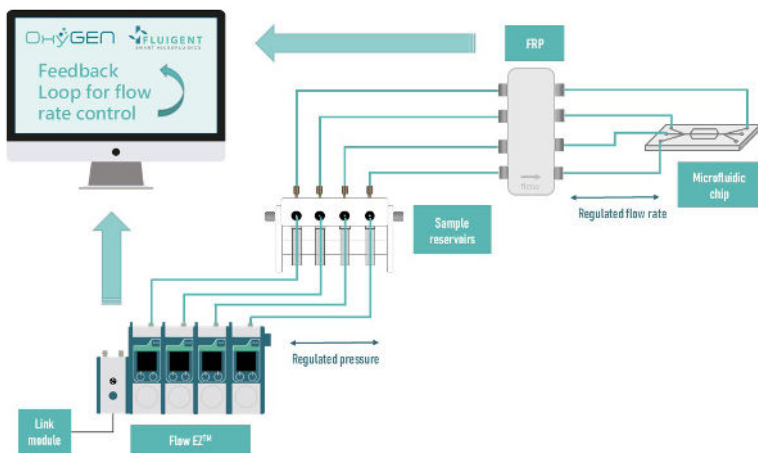 OxyGEN
FLUIGENT
SMART MICROFLUIDICS
Feedback
Loop for flow
rate control
FRP
Microfluidic
chip
Regulated flow rate
Sample
reservoirs
Regulated pressure
Link
module
Flow EZ™